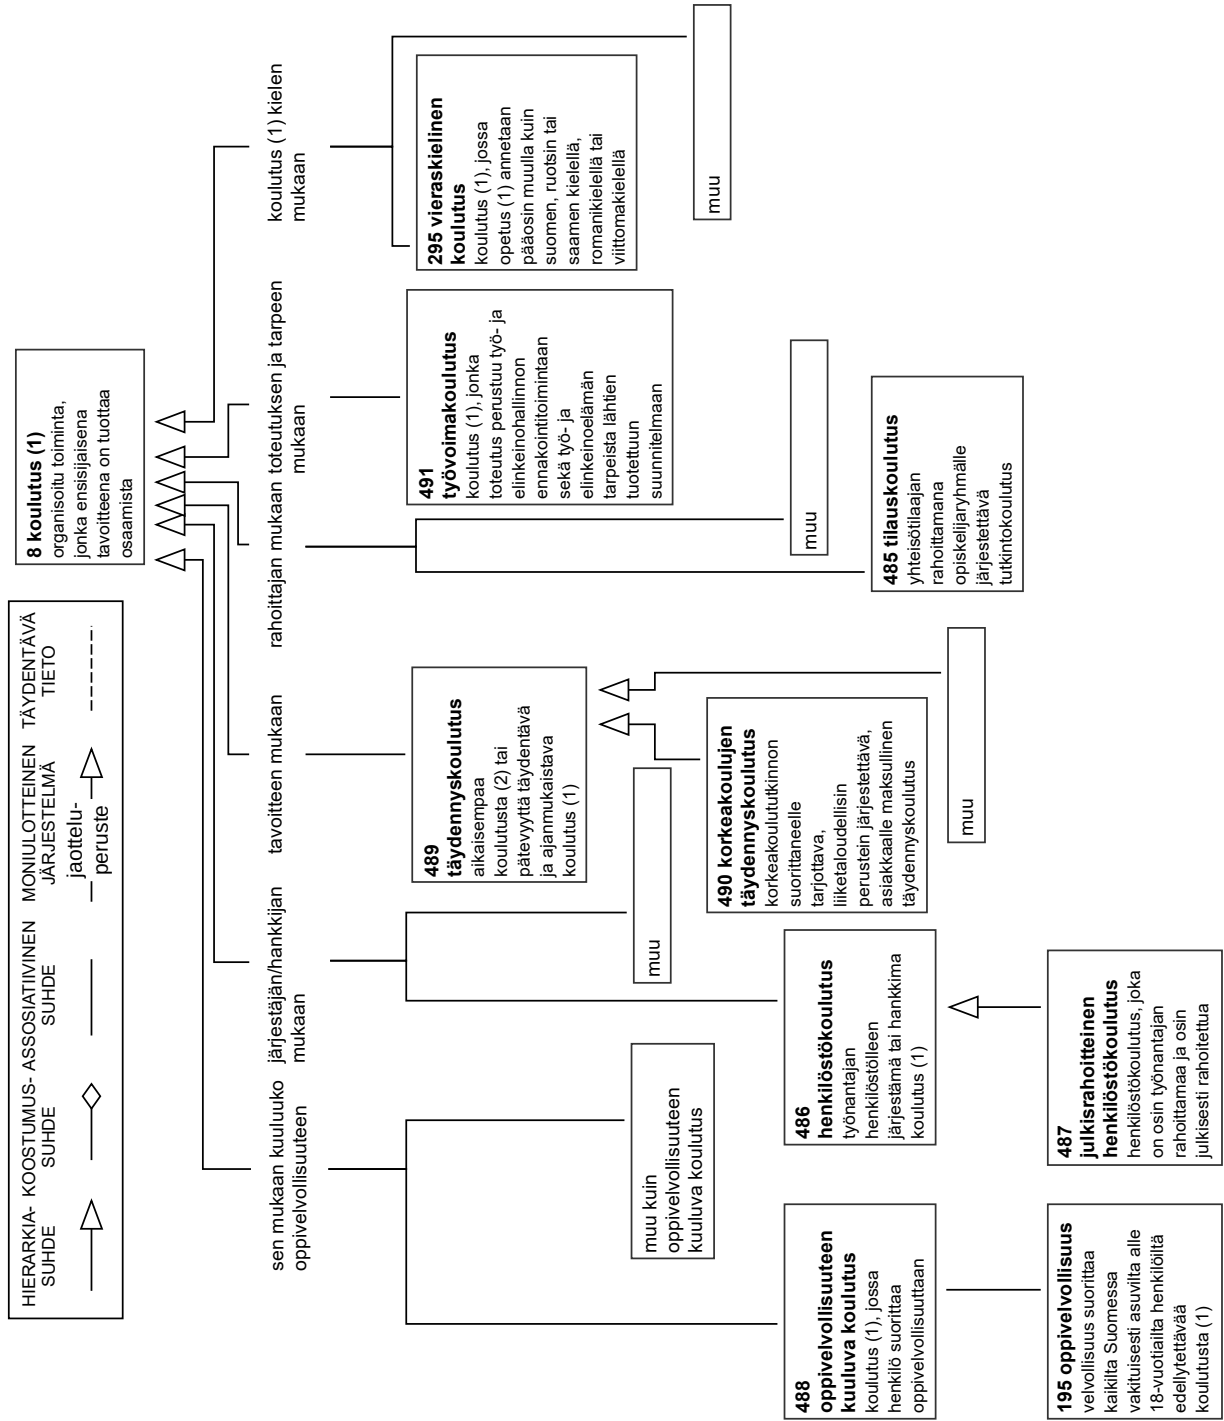 HIERARKIA-
SUHDE
KOOSTUMUS-
SUHDE
ASSOSIATIIVINEN
SUHDE
MONIULOTTEINEN
JÄRJESTELMÄ
jaottelu-
peruste
TÄYDENTÄVÄ
TIETO
8 koulutus (1)
organisoitu toiminta,
jonka ensisijaisena
tavoitteena on tuottaa
osaamista
sen mukaan kuuluuko
oppivelvollisuuteen
järjestäjän/hankkijan
mukaan
tavoitteen mukaan
rahoittajan mukaan
toteutuksen ja tarpeen
mukaan
koulutus (1) kielen
mukaan
488
oppivelvollisuuteen
kuuluva koulutus
koulutus (1), jossa
henkilö suorittaa
oppivelvollisuuttaan
muu kuin
oppivelvollisuuteen
kuuluva koulutus
195 oppivelvollisuus
velvollisuus suorittaa
kaikilta Suomessa
vakituisesti asuvilta alle
18-vuotiailta henkilöiltä
edellytettävää
koulutusta (1)
486
henkilöstökoulutus
työnantajan
henkilöstölleen
järjestämä tai hankkima
koulutus (1)
muu
487
julkisrahoitteinen
henkilöstökoulutus
henkilöstökoulutus, joka
on osin työnantajan
rahoittamaa ja osin
julkisesti rahoitettua
489
täydennyskoulutus
aikaisempaa
koulutusta (2) tai
pätevyyttä täydentävä
ja ajanmukaistava
koulutus (1)
490 korkeakoulujen
täydennyskoulutus
korkeakoulututkinnon
suorittaneelle
tarjottava,
liiketaloudellisin
perustein järjestettävä,
asiakkaalle maksullinen
täydennyskoulutus
muu
485 tilauskoulutus
yhteisötilaajan
rahoittamana
opiskelijaryhmälle
järjestettävä
tutkintokoulutus
muu
491
työvoimakoulutus
koulutus (1), jonka
toteutus perustuu työ- ja
elinkeinohallinnon
ennakointitoimintaan
sekä työ- ja
elinkeinoelämän
tarpeista lähtien
tuotettuun
suunnitelmaan
295 vieraskielinen
koulutus
koulutus (1), jossa
opetus (1) annetaan
pääosin muulla kuin
suomen, ruotsin tai
saamen kielellä,
romanikielellä tai
viittomakielellä
muu